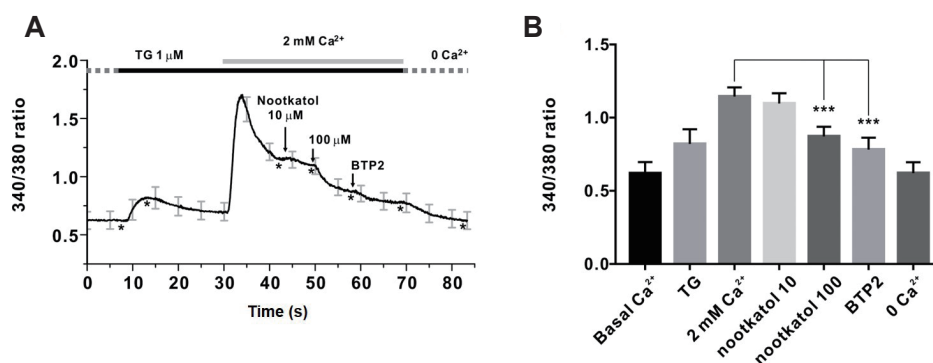 A
2 mM Ca²⁺
TG 1 μM
0 Ca²⁺
340/380 ratio
2.0
1.5
1.0
0.5
Nootkatol
10 μM
100 μM
BTP2
*
*
*
*
*
*
*
0 10 20 30 40 50 60 70 80
Time (s)
B
340/380 ratio
1.5
1.0
0.5
0.0
***
***
Basal Ca²⁺
TG
2 mM Ca²⁺
nootkatol 10
nootkatol 100
BTP2
0 Ca²⁺